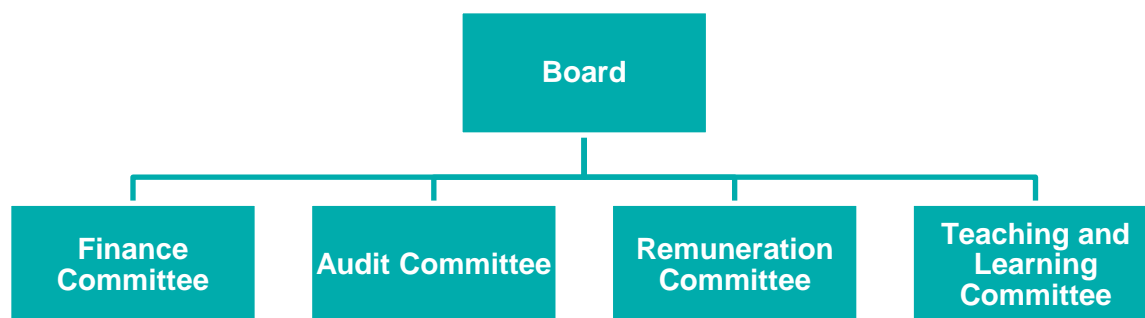 Board
Finance
Committee
Audit Committee
Remuneration
Committee
Teaching and
Learning
Committee